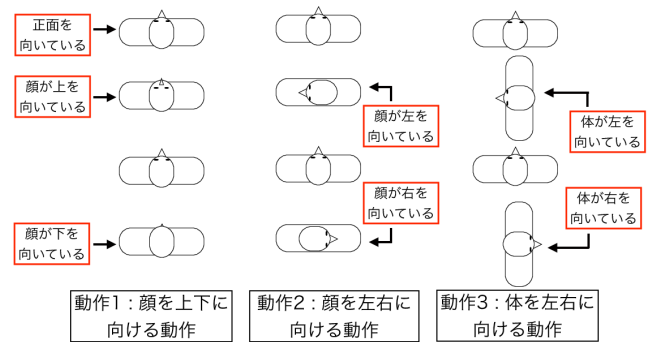 正面を
向いている
顔が上を
向いている
顔が下を
向いている
動作1：顔を上下に
向ける動作
顔が左を
向いている
顔が右を
向いている
動作2：顔を左右に
向ける動作
体が左を
向いている
体が右を
向いている
動作3：体を左右に
向ける動作